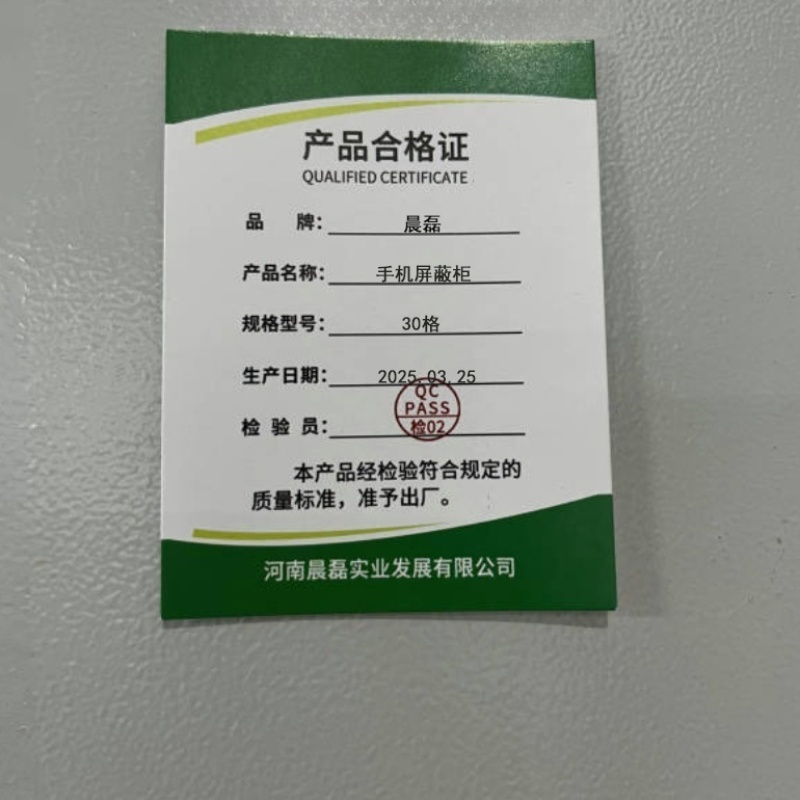 产品合格证
QUALIFIED CERTIFICATE
品 牌：晨磊
产品名称：手机屏蔽柜
规格型号：30格
生产日期：2025.03.25
QC
PASS
检 验 员：检02
本产品经检验符合规定的
质量标准，准予出厂。
河南晨磊实业发展有限公司